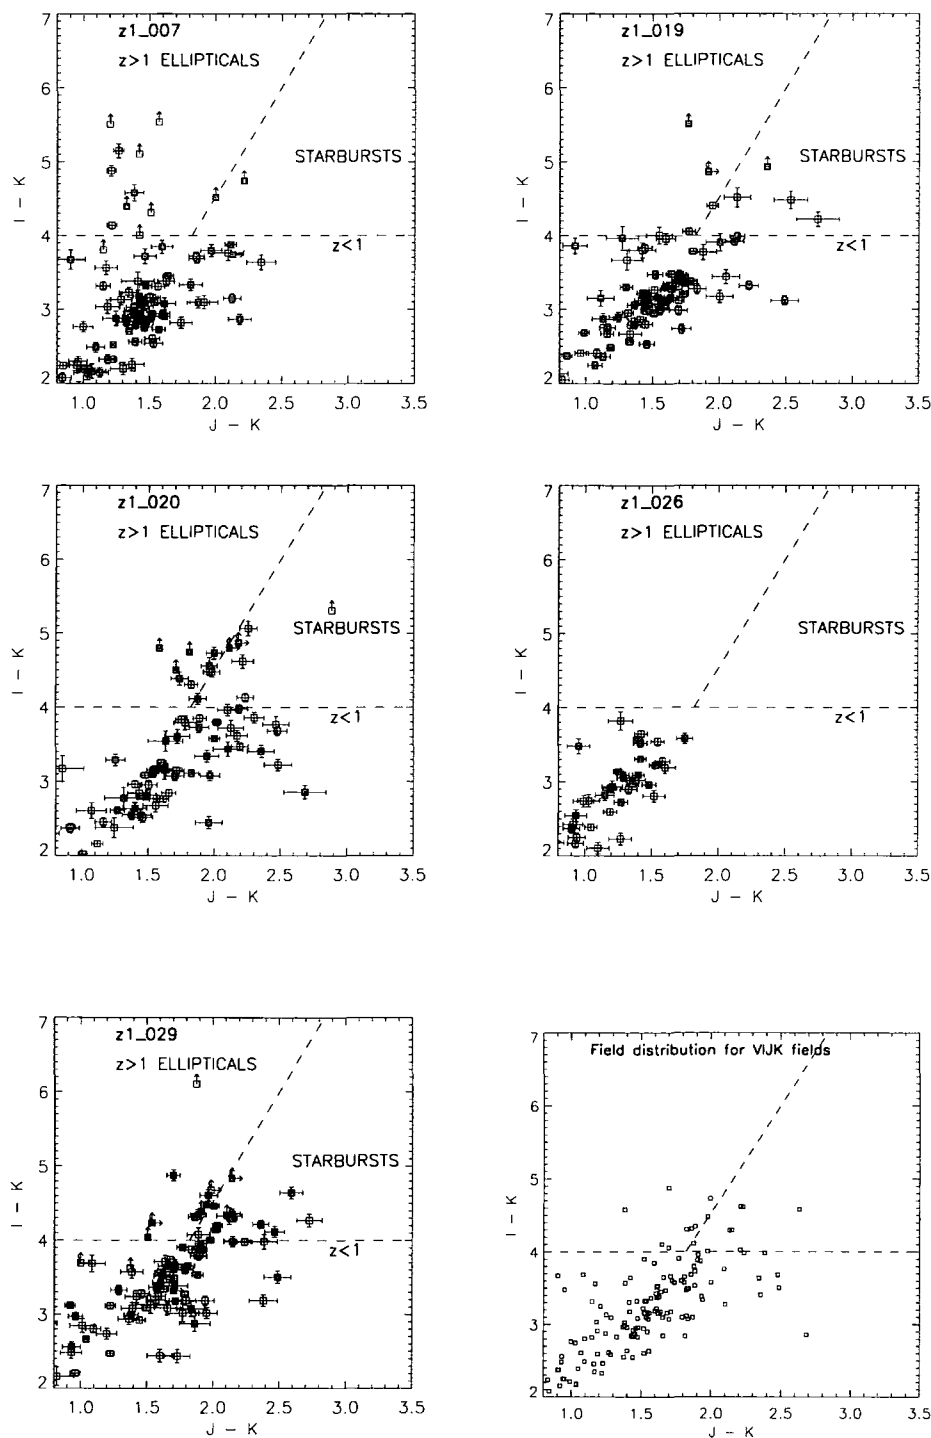 z1_007
z>1 ELLIPTICALS
STARBURSTS
z<1
I - K
7
6
5
4
3
2
1.0 1.5 2.0 2.5 3.0 3.5
J - K
z1_019
z>1 ELLIPTICALS
STARBURSTS
z<1
I - K
7
6
5
4
3
2
1.0 1.5 2.0 2.5 3.0 3.5
J - K
z1_020
z>1 ELLIPTICALS
STARBURSTS
z<1
I - K
7
6
5
4
3
2
1.0 1.5 2.0 2.5 3.0 3.5
J - K
z1_026
z>1 ELLIPTICALS
STARBURSTS
z<1
I - K
7
6
5
4
3
2
1.0 1.5 2.0 2.5 3.0 3.5
J - K
z1_029
z>1 ELLIPTICALS
STARBURSTS
z<1
I - K
7
6
5
4
3
2
1.0 1.5 2.0 2.5 3.0 3.5
J - K
Field distribution for VIJK fields
I - K
7
6
5
4
3
2
1.0 1.5 2.0 2.5 3.0 3.5
J - K